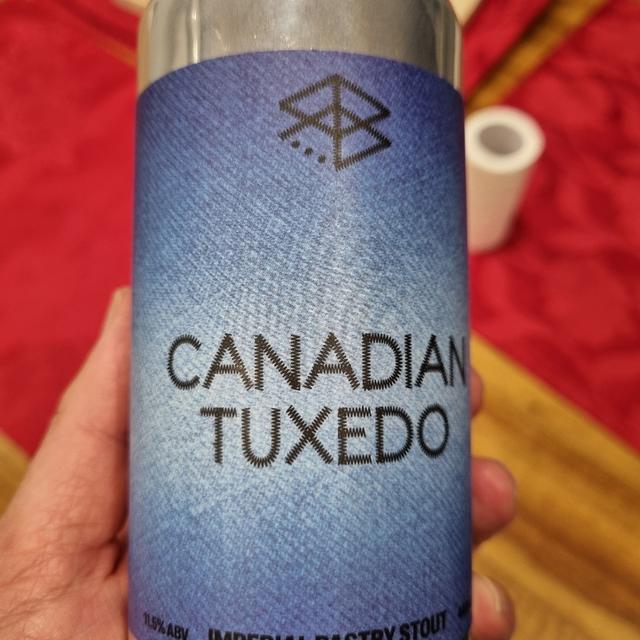 CANADIAN
TUXEDO
11.5% ABV IMPERIAL PASTRY STOUT